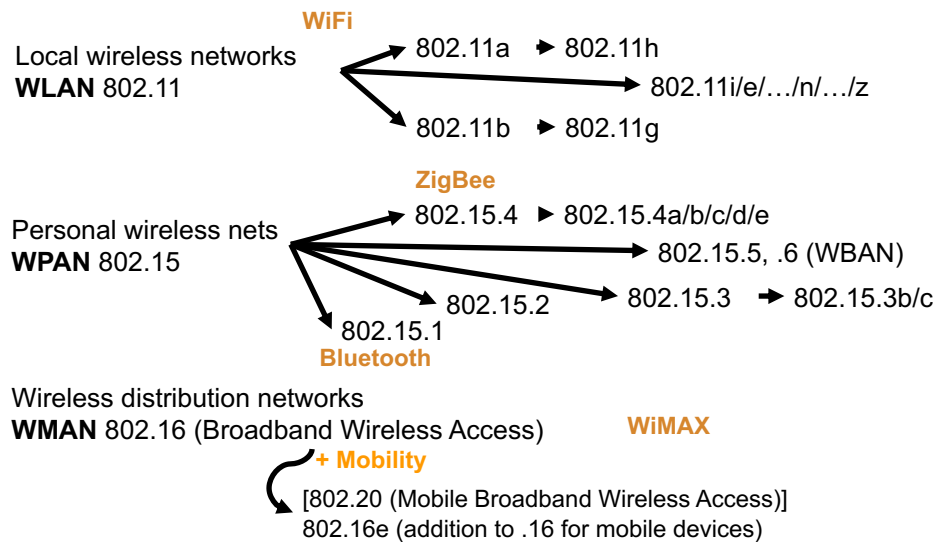 WiFi
Local wireless networks
WLAN 802.11
802.11a
802.11h
802.11i/e/…/n/…/z
802.11b
802.11g
ZigBee
Personal wireless nets
WPAN 802.15
802.15.4
802.15.4a/b/c/d/e
802.15.5, .6 (WBAN)
802.15.3
802.15.3b/c
802.15.2
802.15.1
Bluetooth
Wireless distribution networks
WMAN 802.16 (Broadband Wireless Access)
WiMAX
+ Mobility
[802.20 (Mobile Broadband Wireless Access)]
802.16e (addition to .16 for mobile devices)